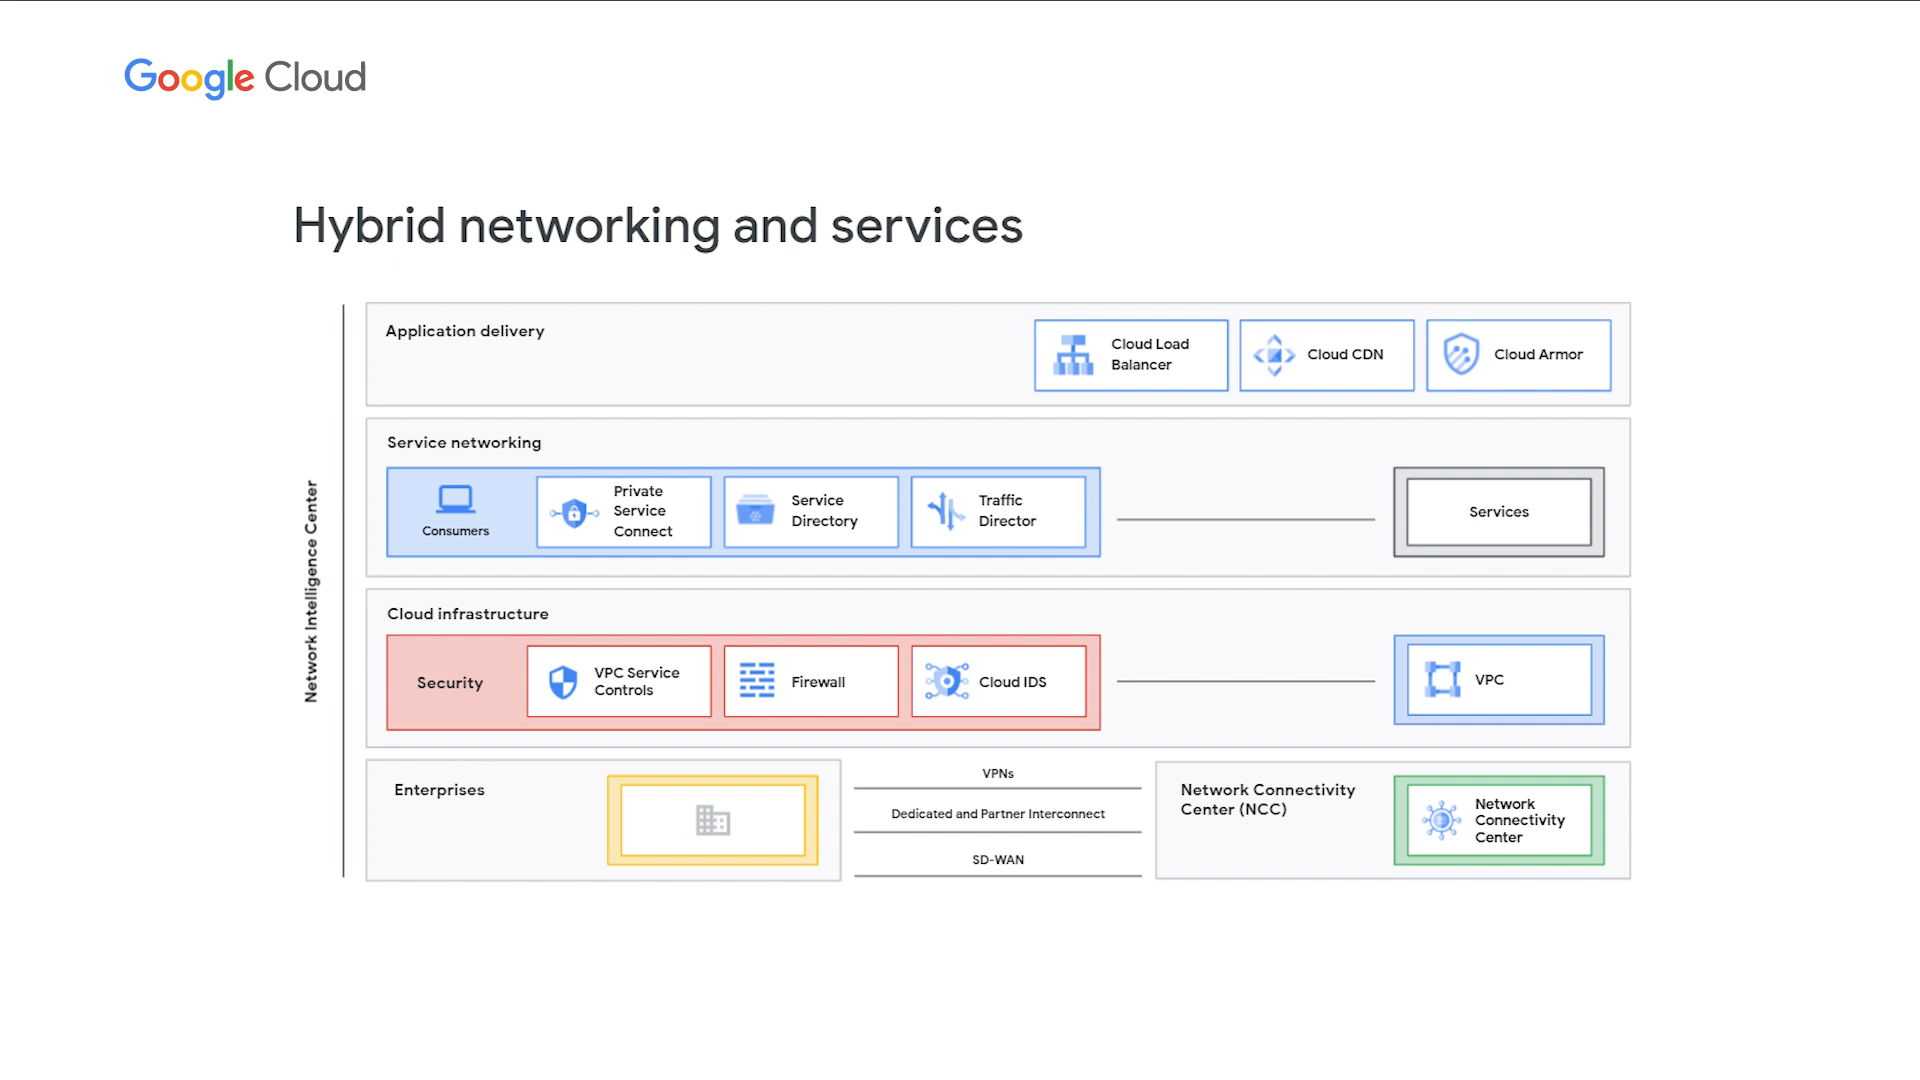 Google Cloud
Hybrid networking and services
Network Intelligence Center
Application delivery
Cloud Load
Balancer
Cloud CDN
Cloud Armor
Service networking
Consumers
Private
Service
Connect
Service
Directory
Traffic
Director
Services
Cloud infrastructure
Security
VPC Service
Controls
Firewall
Cloud IDS
VPC
Enterprises
VPNs
Dedicated and Partner Interconnect
SD-WAN
Network Connectivity
Center (NCC)
Network
Connectivity
Center